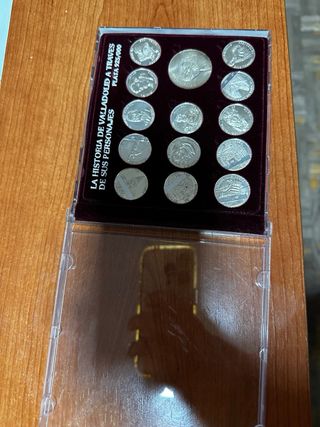 LA HISTORIA DE VALLADOLID A TRAVES
DE SUS PERSONAJES
PLATA 925/000